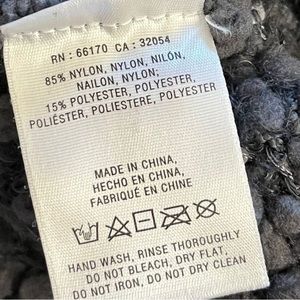 RN : 66170 CA : 32054
85% NYLON, NYLON, NILÓN,
NAILON, NYLON;
15% POLYESTER, POLYESTER,
POLIÉSTER, POLIESTERE, POLYESTER
MADE IN CHINA,
HECHO EN CHINA,
FABRIQUÉ EN CHINE
HAND WASH, RINSE THOROUGHLY
DO NOT BLEACH, DRY FLAT,
DO NOT IRON, DO NOT DRY CLEAN